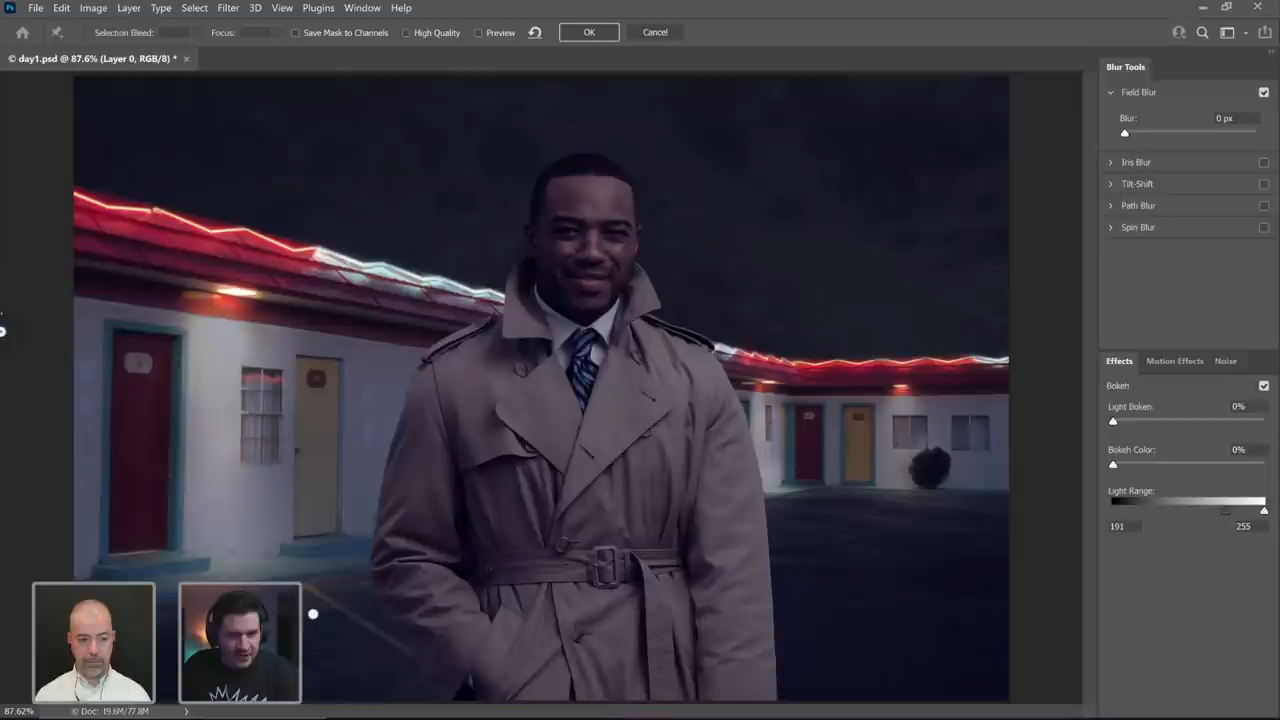 Ps File Edit Image Layer Type Select Filter 3D View Plugins Window Help
Selection Bleed: Focus: Save Mask to Channels High Quality Preview OK Cancel
© day1.psd @ 87.6% (Layer 0, RGB/8) * ×
Blur Tools
Field Blur
Blur: 0 px
Iris Blur
Tilt-Shift
Path Blur
Spin Blur
Effects Motion Effects Noise
Bokeh
Light Bokeh: 0%
Bokeh Color: 0%
Light Range:
191 255
87.62% © Doc: 19.6M/77.8M